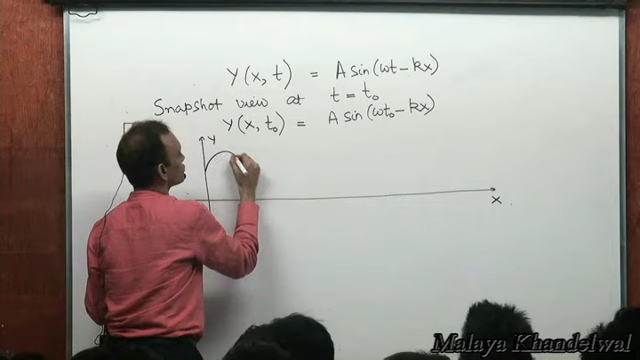 Y(x, t) = A sin(ωt - kx)
Snapshot view at t = t₀
Y(x, t₀) = A sin(ωt₀ - kx)
Y
x
Malaya Khandelwal